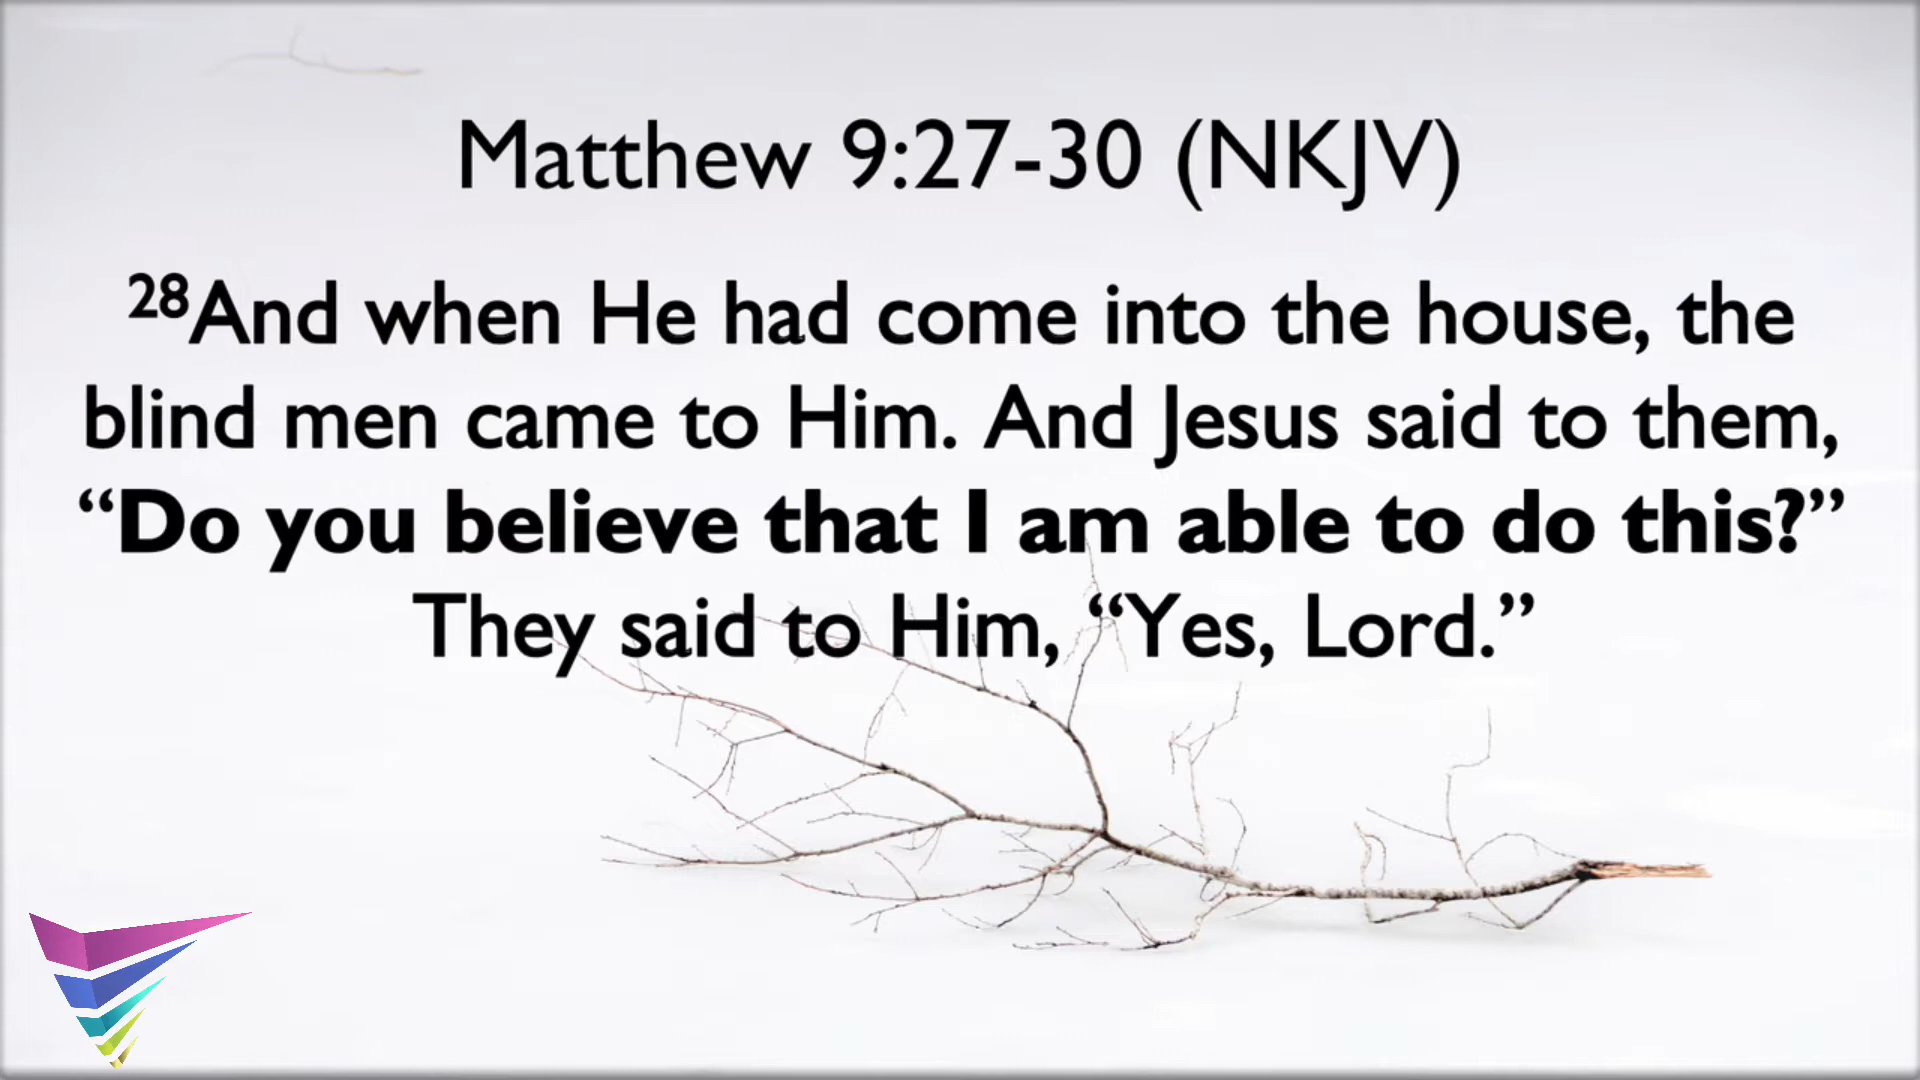 Matthew 9:27-30 (NKJV)
28And when He had come into the house, the
blind men came to Him. And Jesus said to them,
“Do you believe that I am able to do this?”
They said to Him, “Yes, Lord.”